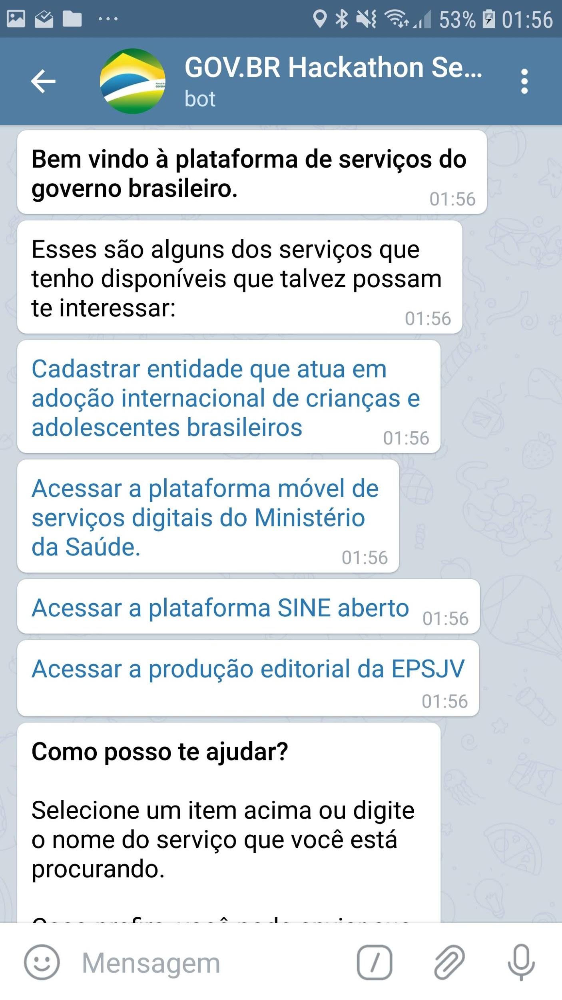 53% 01:56
GOV.BR Hackathon Se...
bot
Bem vindo à plataforma de serviços do
governo brasileiro.
01:56
Esses são alguns dos serviços que
tenho disponíveis que talvez possam
te interessar:
01:56
Cadastrar entidade que atua em
adoção internacional de crianças e
adolescentes brasileiros
01:56
Acessar a plataforma móvel de
serviços digitais do Ministério
da Saúde.
01:56
Acessar a plataforma SINE aberto 01:56
Acessar a produção editorial da EPSJV
01:56
Como posso te ajudar?
Selecione um item acima ou digite
o nome do serviço que você está
procurando.
Mensagem